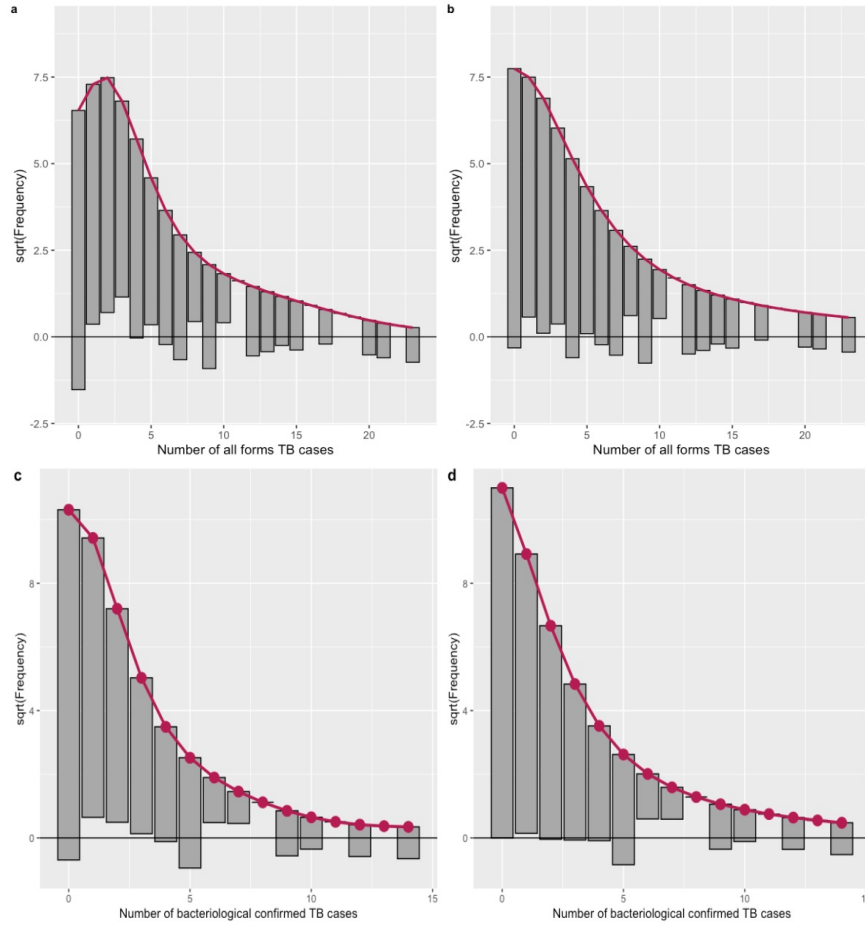 a
b
sqrt(Frequency)
7.5
5.0
2.5
0.0
-2.5
0 5 10 15 20
Number of all forms TB cases
sqrt(Frequency)
7.5
5.0
2.5
0.0
-2.5
0 5 10 15 20
Number of all forms TB cases
c
d
sqrt(Frequency)
8
4
0
0 5 10 15
Number of bacteriological confirmed TB cases
sqrt(Frequency)
8
4
0
0 5 10
Number of bacteriological confirmed TB cases